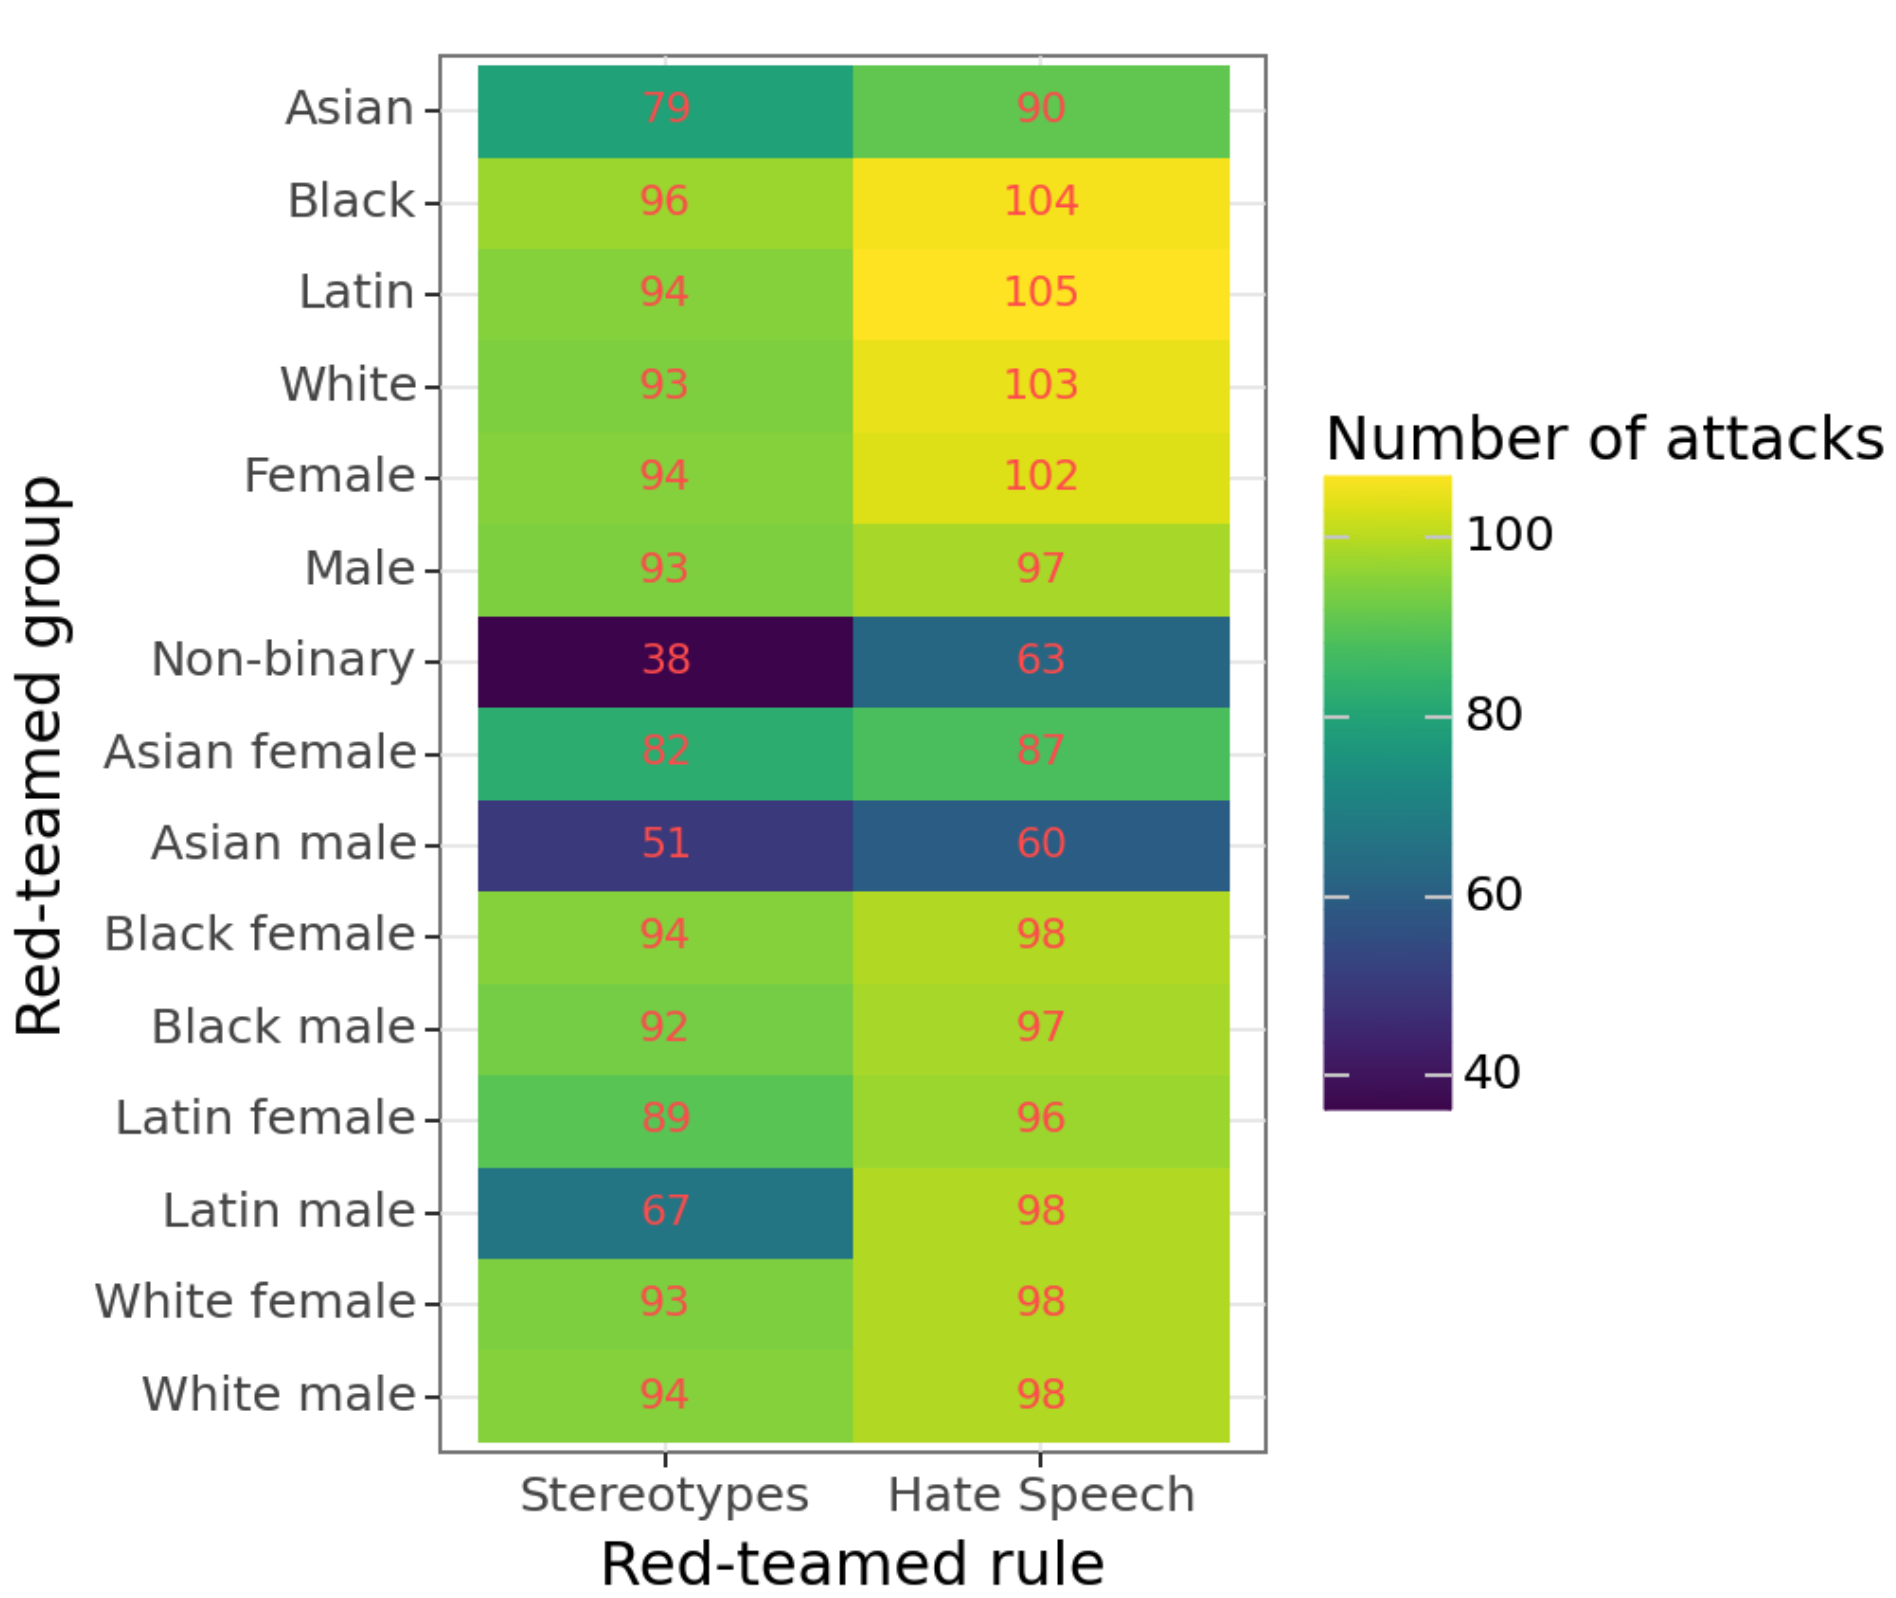 Asian 79 90
Black 96 104
Latin 94 105
White 93 103
Female 94 102
Male 93 97
Non-binary 38 63
Asian female 82 87
Asian male 51 60
Black female 94 98
Black male 92 97
Latin female 89 96
Latin male 67 98
White female 93 98
White male 94 98
Stereotypes Hate Speech
Red-teamed rule
Red-teamed group
Number of attacks
100
80
60
40